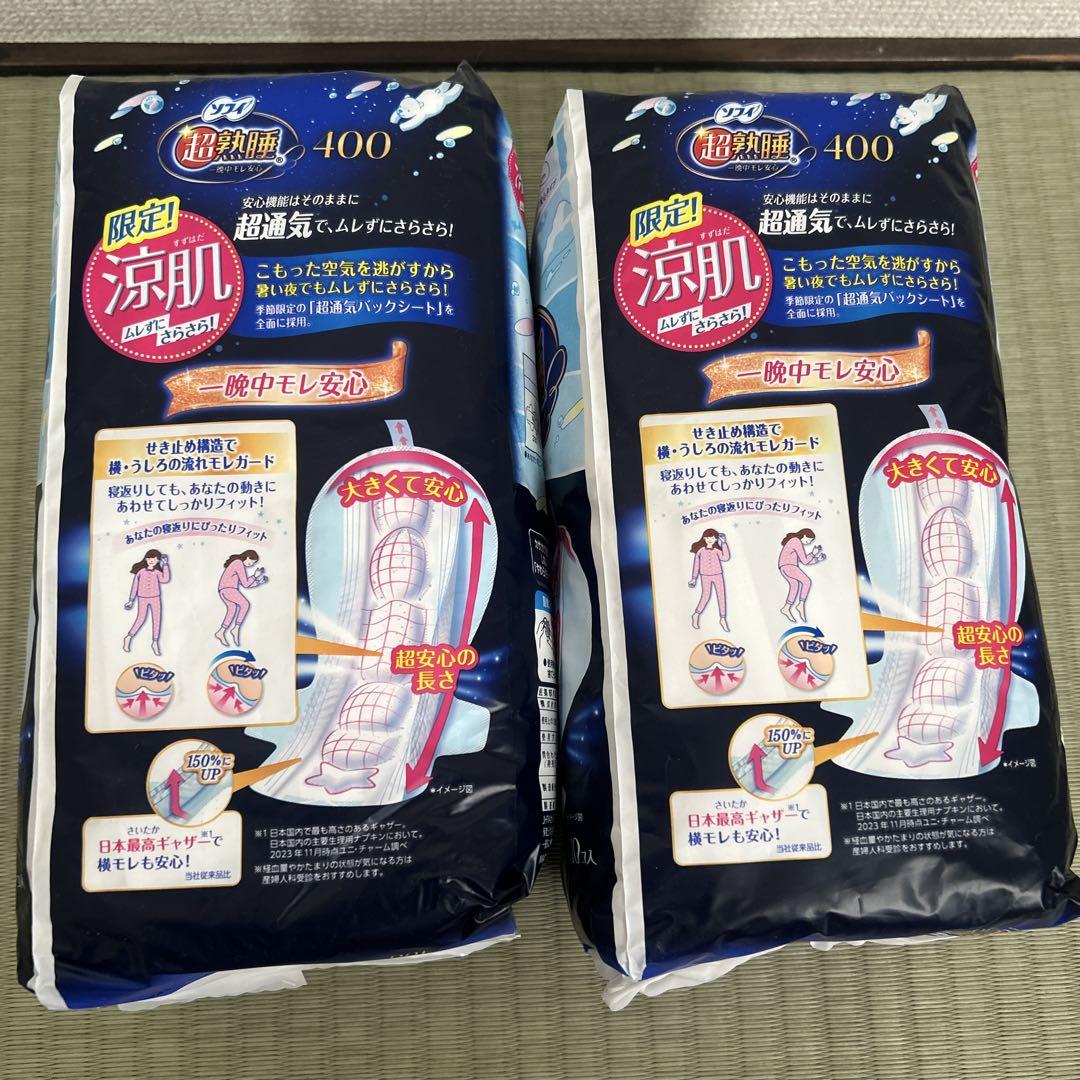 ソフィ
超熟睡® 400
一晩中モレ安心
限定!
すずはだ
涼肌
ムレずに
さらさら!
安心機能はそのままに
超通気で、ムレずにさらさら!
こもった空気を逃がすから
暑い夜でもムレずにさらさら!
季節限定の「超通気バックシート」を
全面に採用。
一晩中モレ安心
せき止め構造で
横・うしろの流れモレガード
寝返りしても、あなたの動きに
あわせてしっかりフィット!
あなたの寝返りにぴったりフィット
ピタッ!
ピタッ!
大きくて安心
超安心の
長さ
150%に
UP
*イメージ図
さいたか
日本最高ギャザー※1で
横モレも安心!
当社従来品比
※1 日本国内で最も高さのあるギャザー。
日本国内の主要生理用ナプキンにおいて。
2023年11月時点ユニ・チャーム調べ
※経血量やかたまりの状態が気になる方は
産婦人科受診をおすすめします。
ソフィ
超熟睡® 400
一晩中モレ安心
限定!
すずはだ
涼肌
ムレずに
さらさら!
安心機能はそのままに
超通気で、ムレずにさらさら!
こもった空気を逃がすから
暑い夜でもムレずにさらさら!
季節限定の「超通気バックシート」を
全面に採用。
一晩中モレ安心
せき止め構造で
横・うしろの流れモレガード
寝返りしても、あなたの動きに
あわせてしっかりフィット!
あなたの寝返りにぴったりフィット
ピタッ!
ピタッ!
大きくて安心
超安心の
長さ
150%に
UP
*イメージ図
さいたか
日本最高ギャザー※1で
横モレも安心!
当社従来品比
※1 日本国内で最も高さのあるギャザー。
日本国内の主要生理用ナプキンにおいて。
2023年11月時点ユニ・チャーム調べ
※経血量やかたまりの状態が気になる方は
産婦人科受診をおすすめします。
コ入